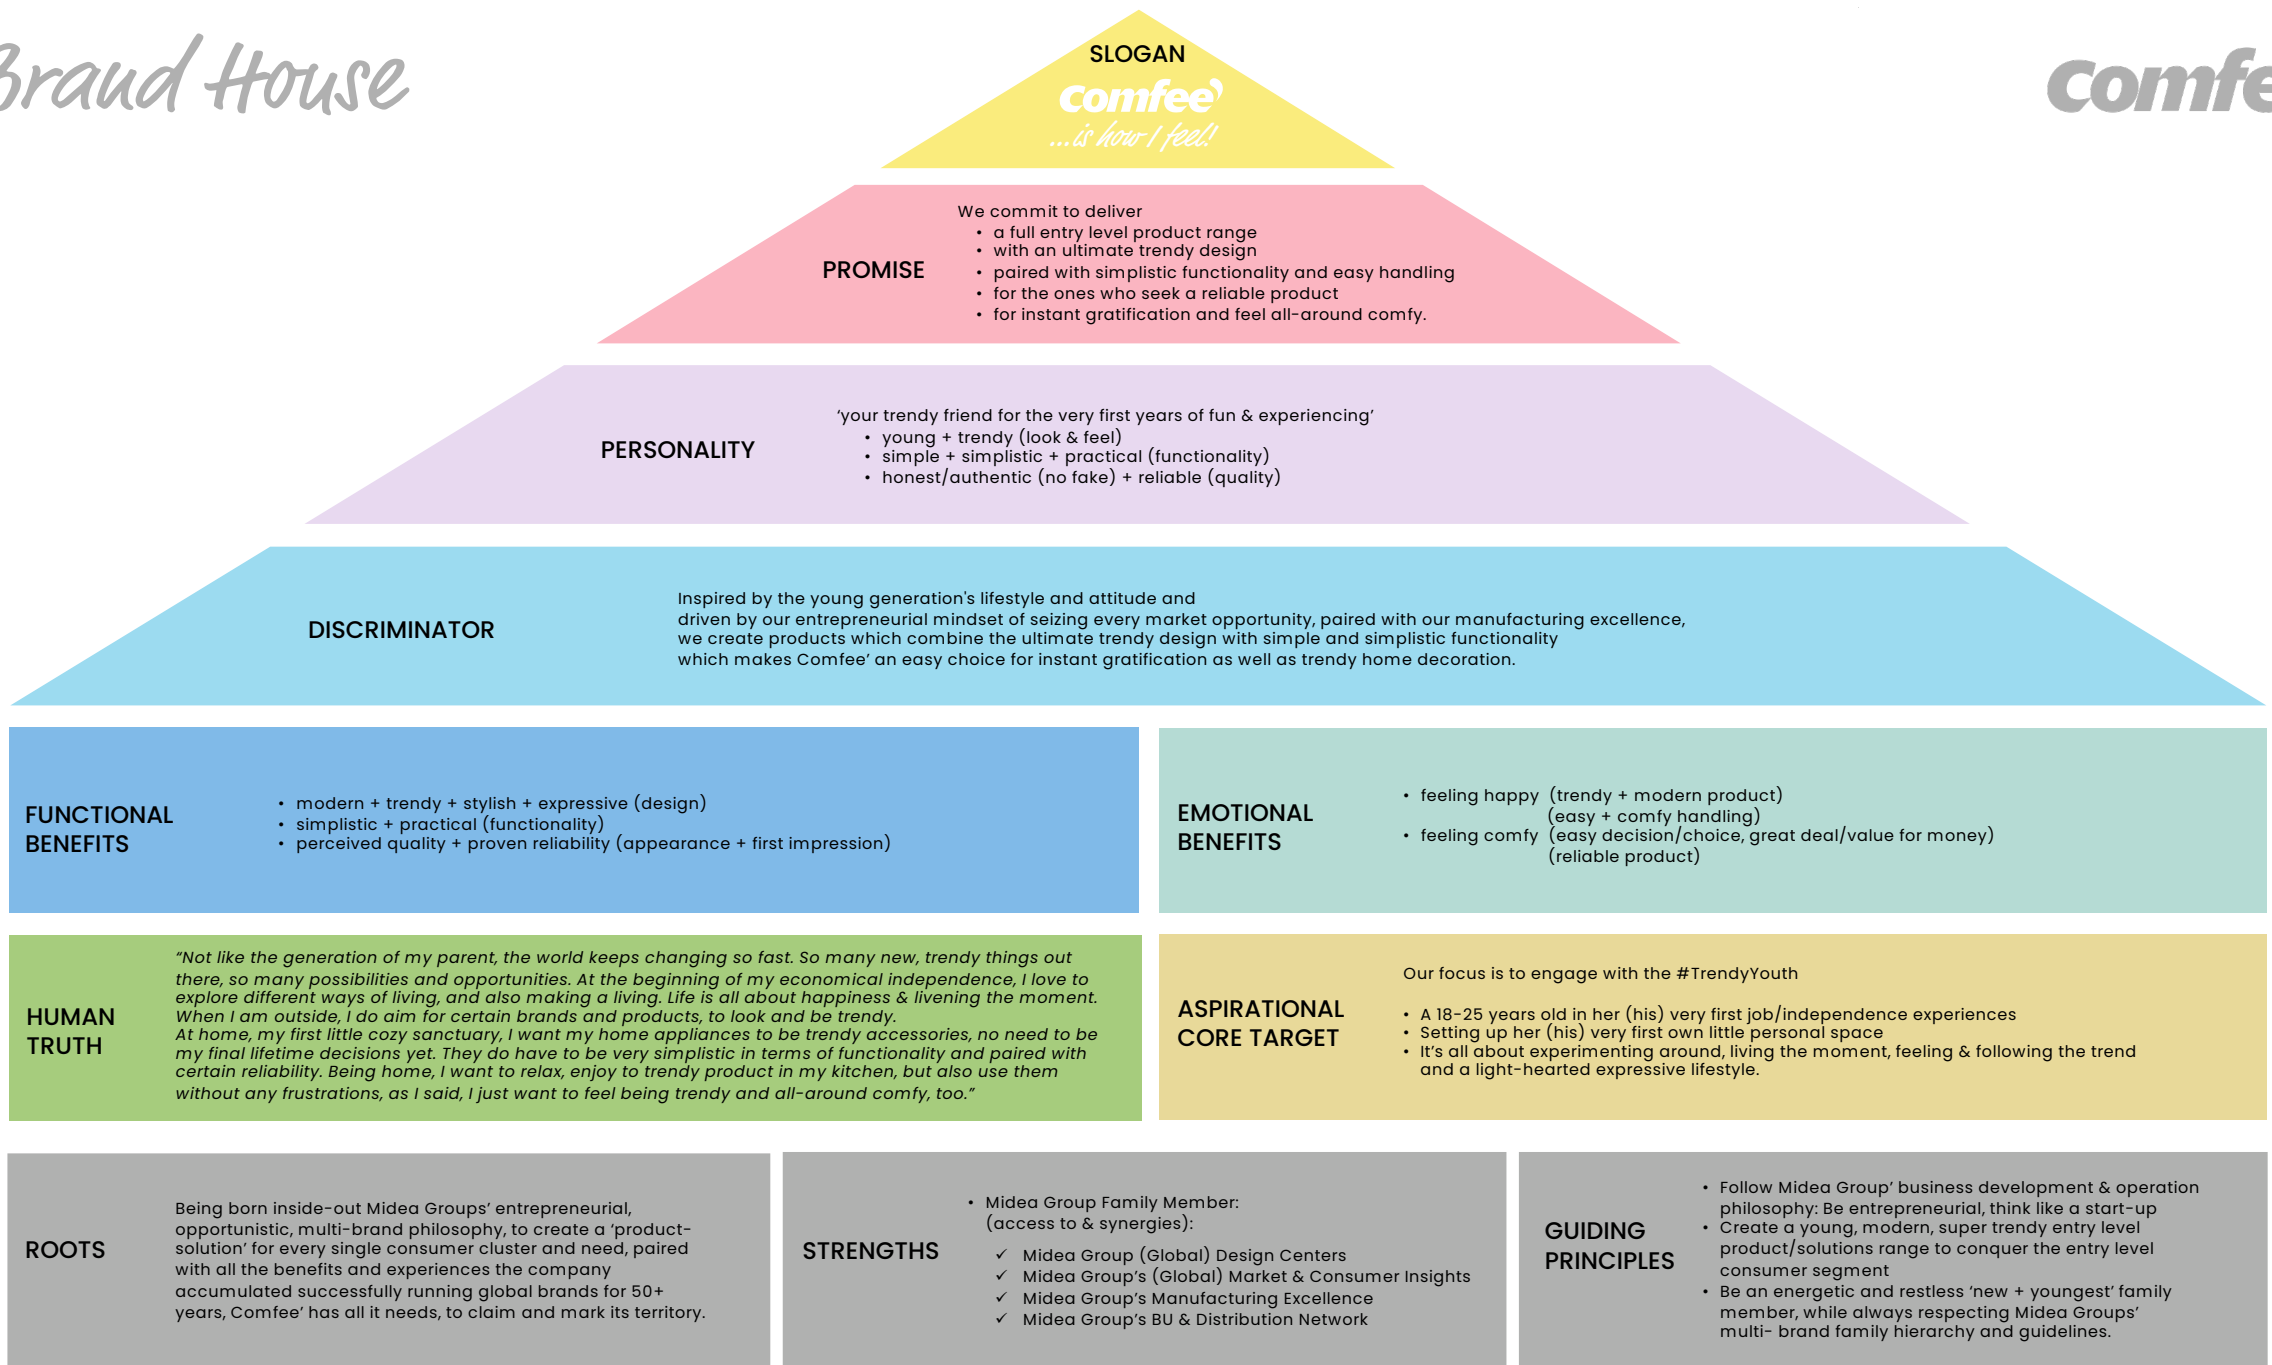 Brand House
comfee
SLOGAN
comfee’
...is how I feel!
PROMISE
We commit to deliver
• a full entry level product range
• with an ultimate trendy design
• paired with simplistic functionality and easy handling
• for the ones who seek a reliable product
• for instant gratification and feel all-around comfy.
PERSONALITY
‘your trendy friend for the very first years of fun & experiencing’
• young + trendy (look & feel)
• simple + simplistic + practical (functionality)
• honest/authentic (no fake) + reliable (quality)
DISCRIMINATOR
Inspired by the young generation's lifestyle and attitude and
driven by our entrepreneurial mindset of seizing every market opportunity, paired with our manufacturing excellence,
we create products which combine the ultimate trendy design with simple and simplistic functionality
which makes Comfee’ an easy choice for instant gratification as well as trendy home decoration.
FUNCTIONAL
BENEFITS
• modern + trendy + stylish + expressive (design)
• simplistic + practical (functionality)
• perceived quality + proven reliability (appearance + first impression)
EMOTIONAL
BENEFITS
• feeling happy (trendy + modern product)
(easy + comfy handling)
• feeling comfy (easy decision/choice, great deal/value for money)
(reliable product)
HUMAN
TRUTH
“Not like the generation of my parent, the world keeps changing so fast. So many new, trendy things out
there, so many possibilities and opportunities. At the beginning of my economical independence, I love to
explore different ways of living, and also making a living. Life is all about happiness & livening the moment.
When I am outside, I do aim for certain brands and products, to look and be trendy.
At home, my first little cozy sanctuary, I want my home appliances to be trendy accessories, no need to be
my final lifetime decisions yet. They do have to be very simplistic in terms of functionality and paired with
certain reliability. Being home, I want to relax, enjoy to trendy product in my kitchen, but also use them
without any frustrations, as I said, I just want to feel being trendy and all-around comfy, too.”
ASPIRATIONAL
CORE TARGET
Our focus is to engage with the #TrendyYouth
• A 18-25 years old in her (his) very first job/independence experiences
• Setting up her (his) very first own little personal space
• It’s all about experimenting around, living the moment, feeling & following the trend
and a light-hearted expressive lifestyle.
ROOTS
Being born inside-out Midea Groups’ entrepreneurial,
opportunistic, multi-brand philosophy, to create a ‘product-
solution’ for every single consumer cluster and need, paired
with all the benefits and experiences the company
accumulated successfully running global brands for 50+
years, Comfee’ has all it needs, to claim and mark its territory.
STRENGTHS
• Midea Group Family Member:
(access to & synergies):
✓ Midea Group (Global) Design Centers
✓ Midea Group’s (Global) Market & Consumer Insights
✓ Midea Group’s Manufacturing Excellence
✓ Midea Group’s BU & Distribution Network
GUIDING
PRINCIPLES
• Follow Midea Group’ business development & operation
philosophy: Be entrepreneurial, think like a start-up
• Create a young, modern, super trendy entry level
product/solutions range to conquer the entry level
consumer segment
• Be an energetic and restless ‘new + youngest’ family
member, while always respecting Midea Groups’
multi- brand family hierarchy and guidelines.